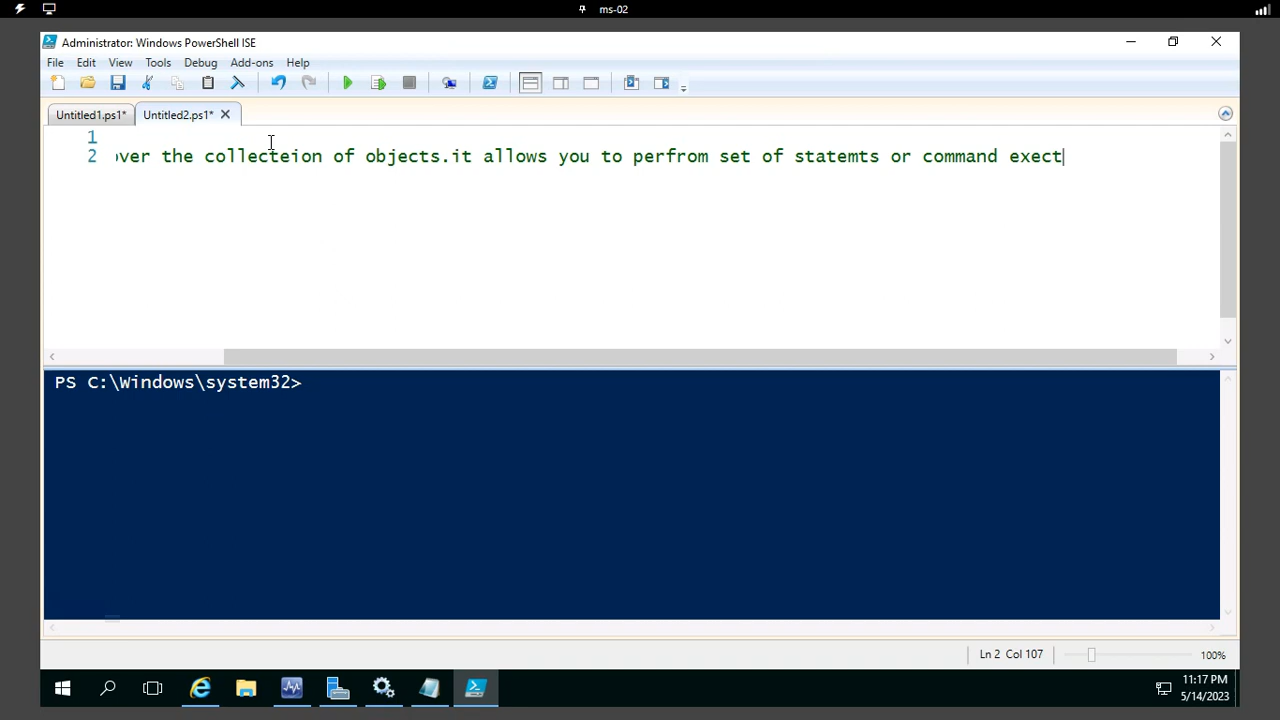 ms-02
Administrator: Windows PowerShell ISE
File Edit View Tools Debug Add-ons Help
Untitled1.ps1* Untitled2.ps1*
1
2 over the collecteion of objects.it allows you to perfrom set of statemts or command exect
PS C:\Windows\system32>
Ln 2 Col 107 100%
11:17 PM
5/14/2023